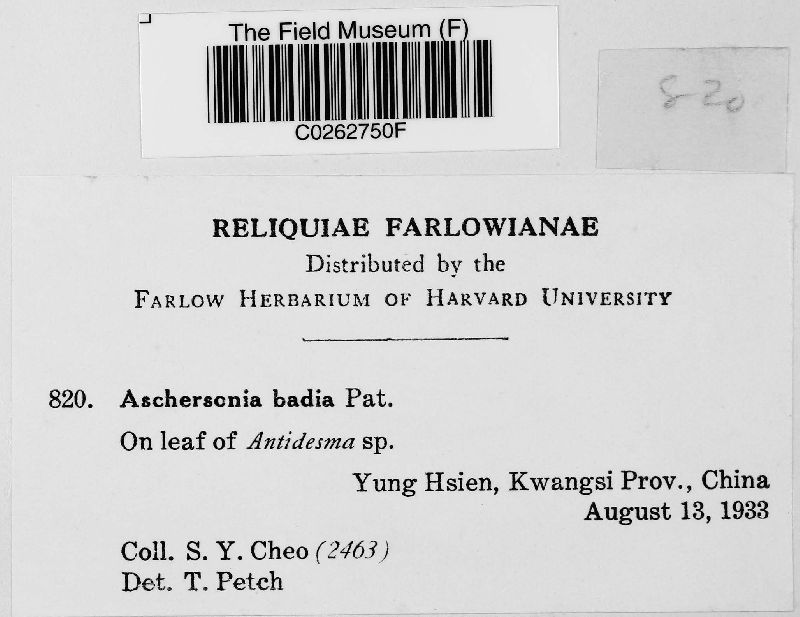 The Field Museum (F)
C0262750F
820
RELIQUIAE FARLOWIANAE
Distributed by the
FARLOW HERBARIUM OF HARVARD UNIVERSITY
820. Aschersonia badia Pat.
On leaf of Antidesma sp.
Yung Hsien, Kwangsi Prov., China
August 13, 1933
Coll. S. Y. Cheo (2463)
Det. T. Petch